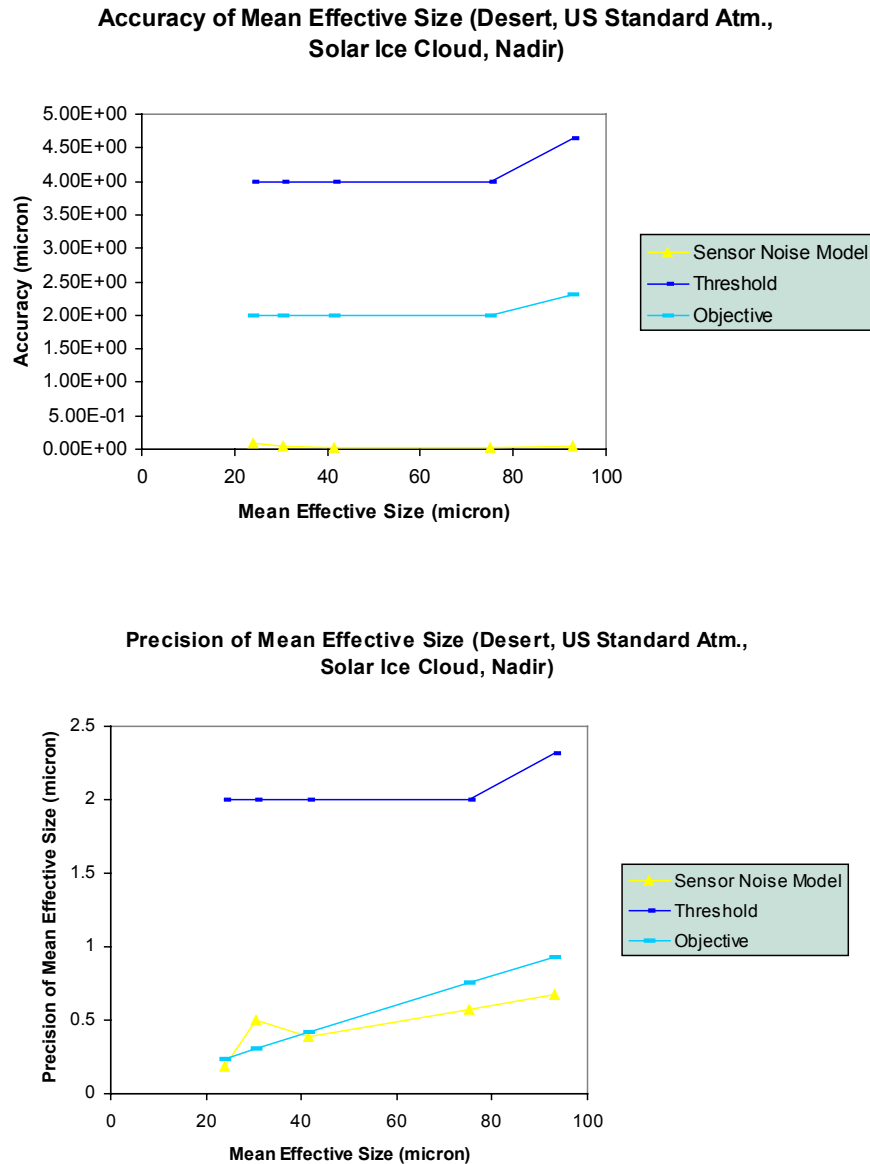 Accuracy of Mean Effective Size (Desert, US Standard Atm.,
Solar Ice Cloud, Nadir)
5.00E+00
4.50E+00
4.00E+00
3.50E+00
3.00E+00
2.50E+00
2.00E+00
1.50E+00
1.00E+00
5.00E-01
0.00E+00
Accuracy (micron)
0 20 40 60 80 100
Mean Effective Size (micron)
Sensor Noise Model
Threshold
Objective
Precision of Mean Effective Size (Desert, US Standard Atm.,
Solar Ice Cloud, Nadir)
2.5
2
1.5
1
0.5
0
Precision of Mean Effective Size (micron)
0 20 40 60 80 100
Mean Effective Size (micron)
Sensor Noise Model
Threshold
Objective